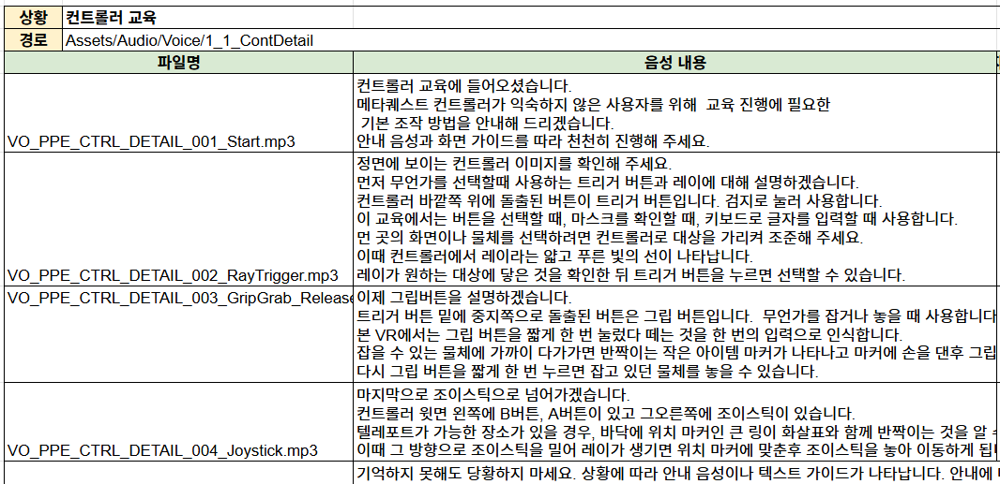 상황 컨트롤러 교육
경로 Assets/Audio/Voice/1_1_ContDetail
파일명 음성 내용
컨트롤러 교육에 들어오셨습니다.
메타퀘스트 컨트롤러가 익숙하지 않은 사용자를 위해  교육 진행에 필요한
기본 조작 방법을 안내해 드리겠습니다.
VO_PPE_CTRL_DETAIL_001_Start.mp3 안내 음성과 화면 가이드를 따라 천천히 진행해 주세요.
정면에 보이는 컨트롤러 이미지를 확인해 주세요.
먼저 무언가를 선택할때 사용하는 트리거 버튼과 레이에 대해 설명하겠습니다.
컨트롤러 바깥쪽 위에 돌출된 버튼이 트리거 버튼입니다. 검지로 눌러 사용합니다.
이 교육에서는 버튼을 선택할 때, 마스크를 확인할 때, 키보드로 글자를 입력할 때 사용합니다.
먼 곳의 화면이나 물체를 선택하려면 컨트롤러로 대상을 가리켜 조준해 주세요.
이때 컨트롤러에서 레이라는 얇고 푸른 빛의 선이 나타납니다.
VO_PPE_CTRL_DETAIL_002_RayTrigger.mp3 레이가 원하는 대상에 닿은 것을 확인한 뒤 트리거 버튼을 누르면 선택할 수 있습니다.
VO_PPE_CTRL_DETAIL_003_GripGrab_Release 이제 그립버튼을 설명하겠습니다.
트리거 버튼 밑에 중지쪽으로 돌출된 버튼은 그립 버튼입니다.  무언가를 잡거나 놓을 때 사용합니다
본 VR에서는 그립 버튼을 짧게 한 번 눌렀다 떼는 것을 한 번의 입력으로 인식합니다.
잡을 수 있는 물체에 가까이 다가가면 반짝이는 작은 아이템 마커가 나타나고 마커에 손을 댄후 그립
다시 그립 버튼을 짧게 한 번 누르면 잡고 있던 물체를 놓을 수 있습니다.
마지막으로 조이스틱으로 넘어가겠습니다.
컨트롤러 윗면 왼쪽에 B버튼, A버튼이 있고 그오른쪽에 조이스틱이 있습니다.
텔레포트가 가능한 장소가 있을 경우, 바닥에 위치 마커인 큰 링이 화살표와 함께 반짝이는 것을 알
VO_PPE_CTRL_DETAIL_004_Joystick.mp3 이때 그 방향으로 조이스틱을 밀어 레이가 생기면 위치 마커에 맞춘후 조이스틱을 놓아 이동하게
기억하지 못해도 당황하지 마세요. 상황에 따라 안내 음성이나 텍스트 가이드가 나타납니다. 안내에